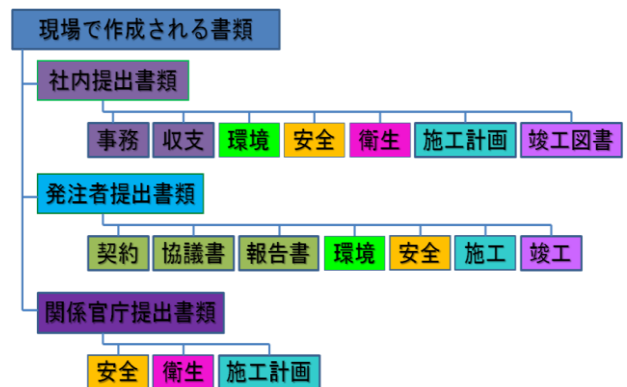 現場で作成される書類
社内提出書類
事務 収支 環境 安全 衛生 施工計画 竣工図書
発注者提出書類
契約 協議書 報告書 環境 安全 施工 竣工
関係官庁提出書類
安全 衛生 施工計画